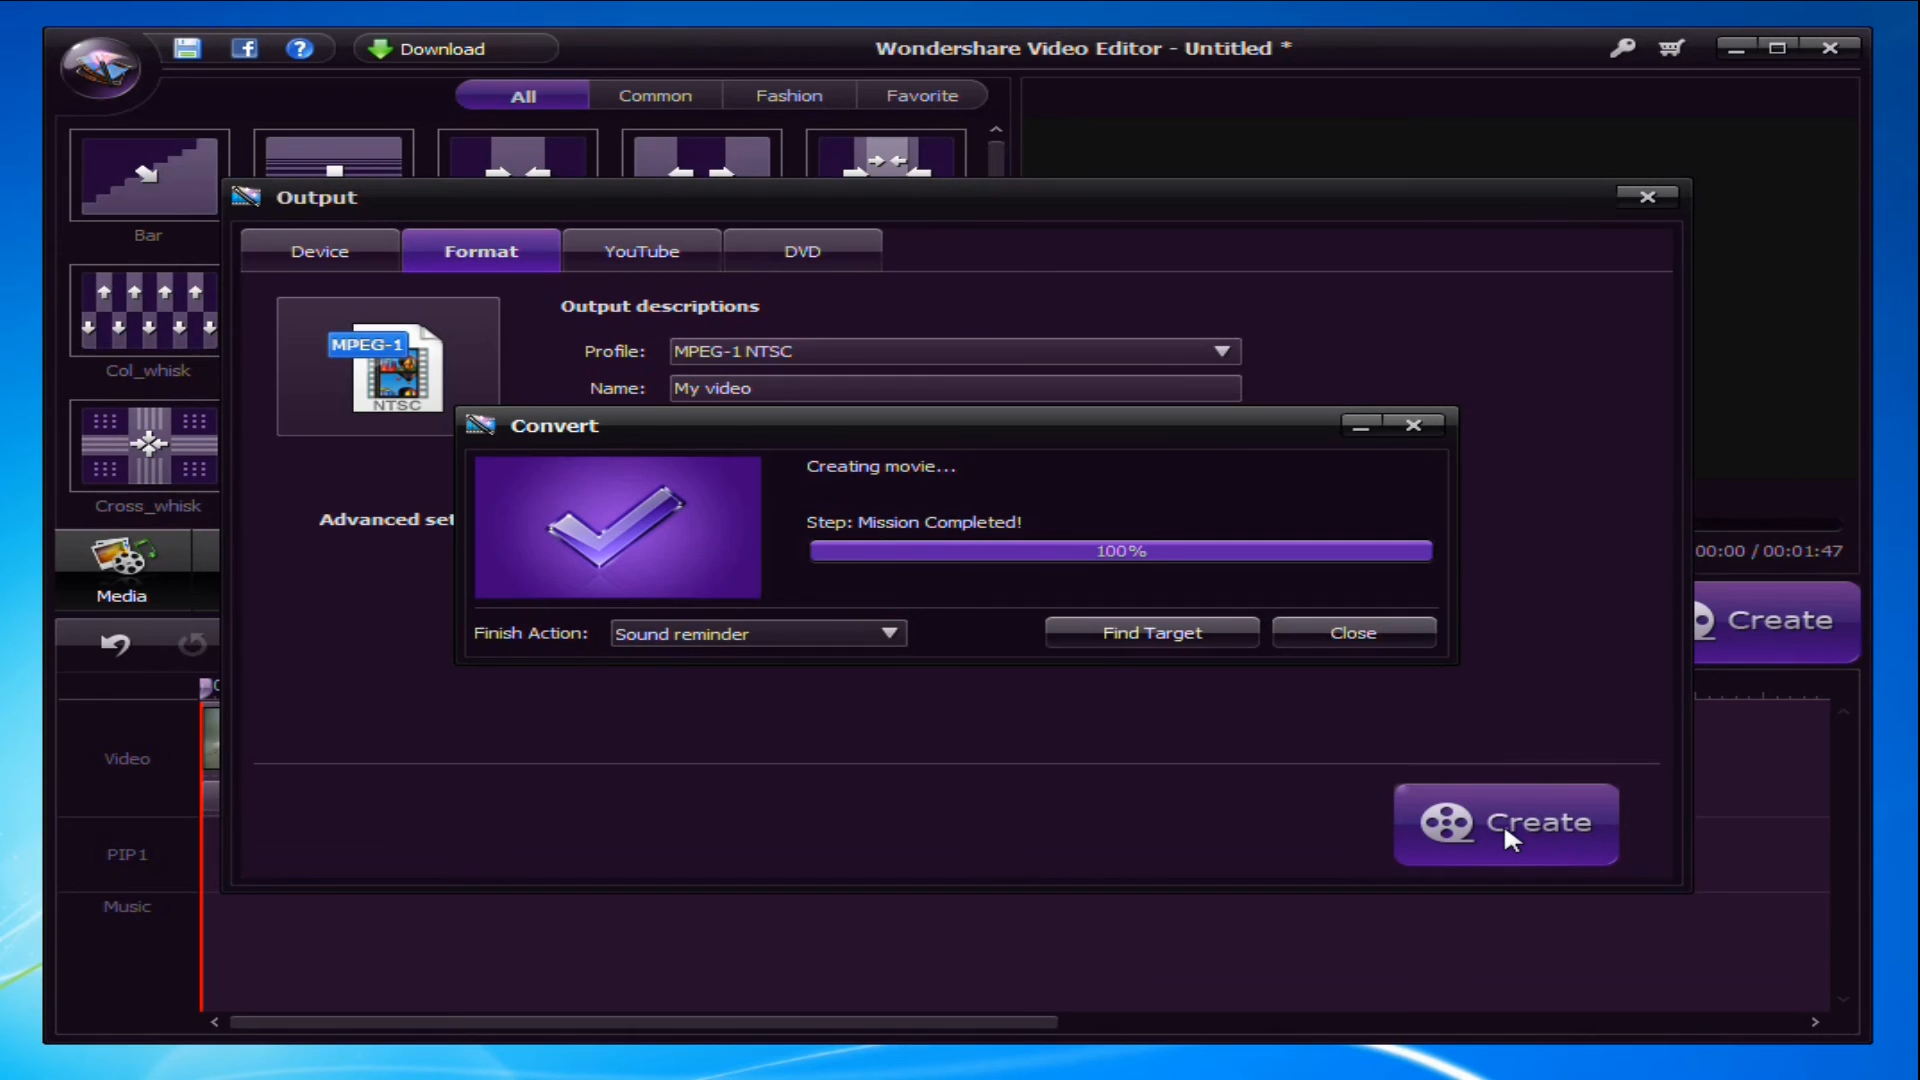 Download
Wondershare Video Editor - Untitled *
All
Common
Fashion
Favorite
Bar
Output
Device
Format
YouTube
DVD
Output descriptions
MPEG-1
NTSC
Profile:
MPEG-1 NTSC
Name:
My video
Col_whisk
Cross_whisk
Advanced set
Convert
Creating movie...
Step: Mission Completed!
100%
Finish Action:
Sound reminder
Find Target
Close
00:00 / 00:01:47
Media
Create
Video
PIP1
Music
Create